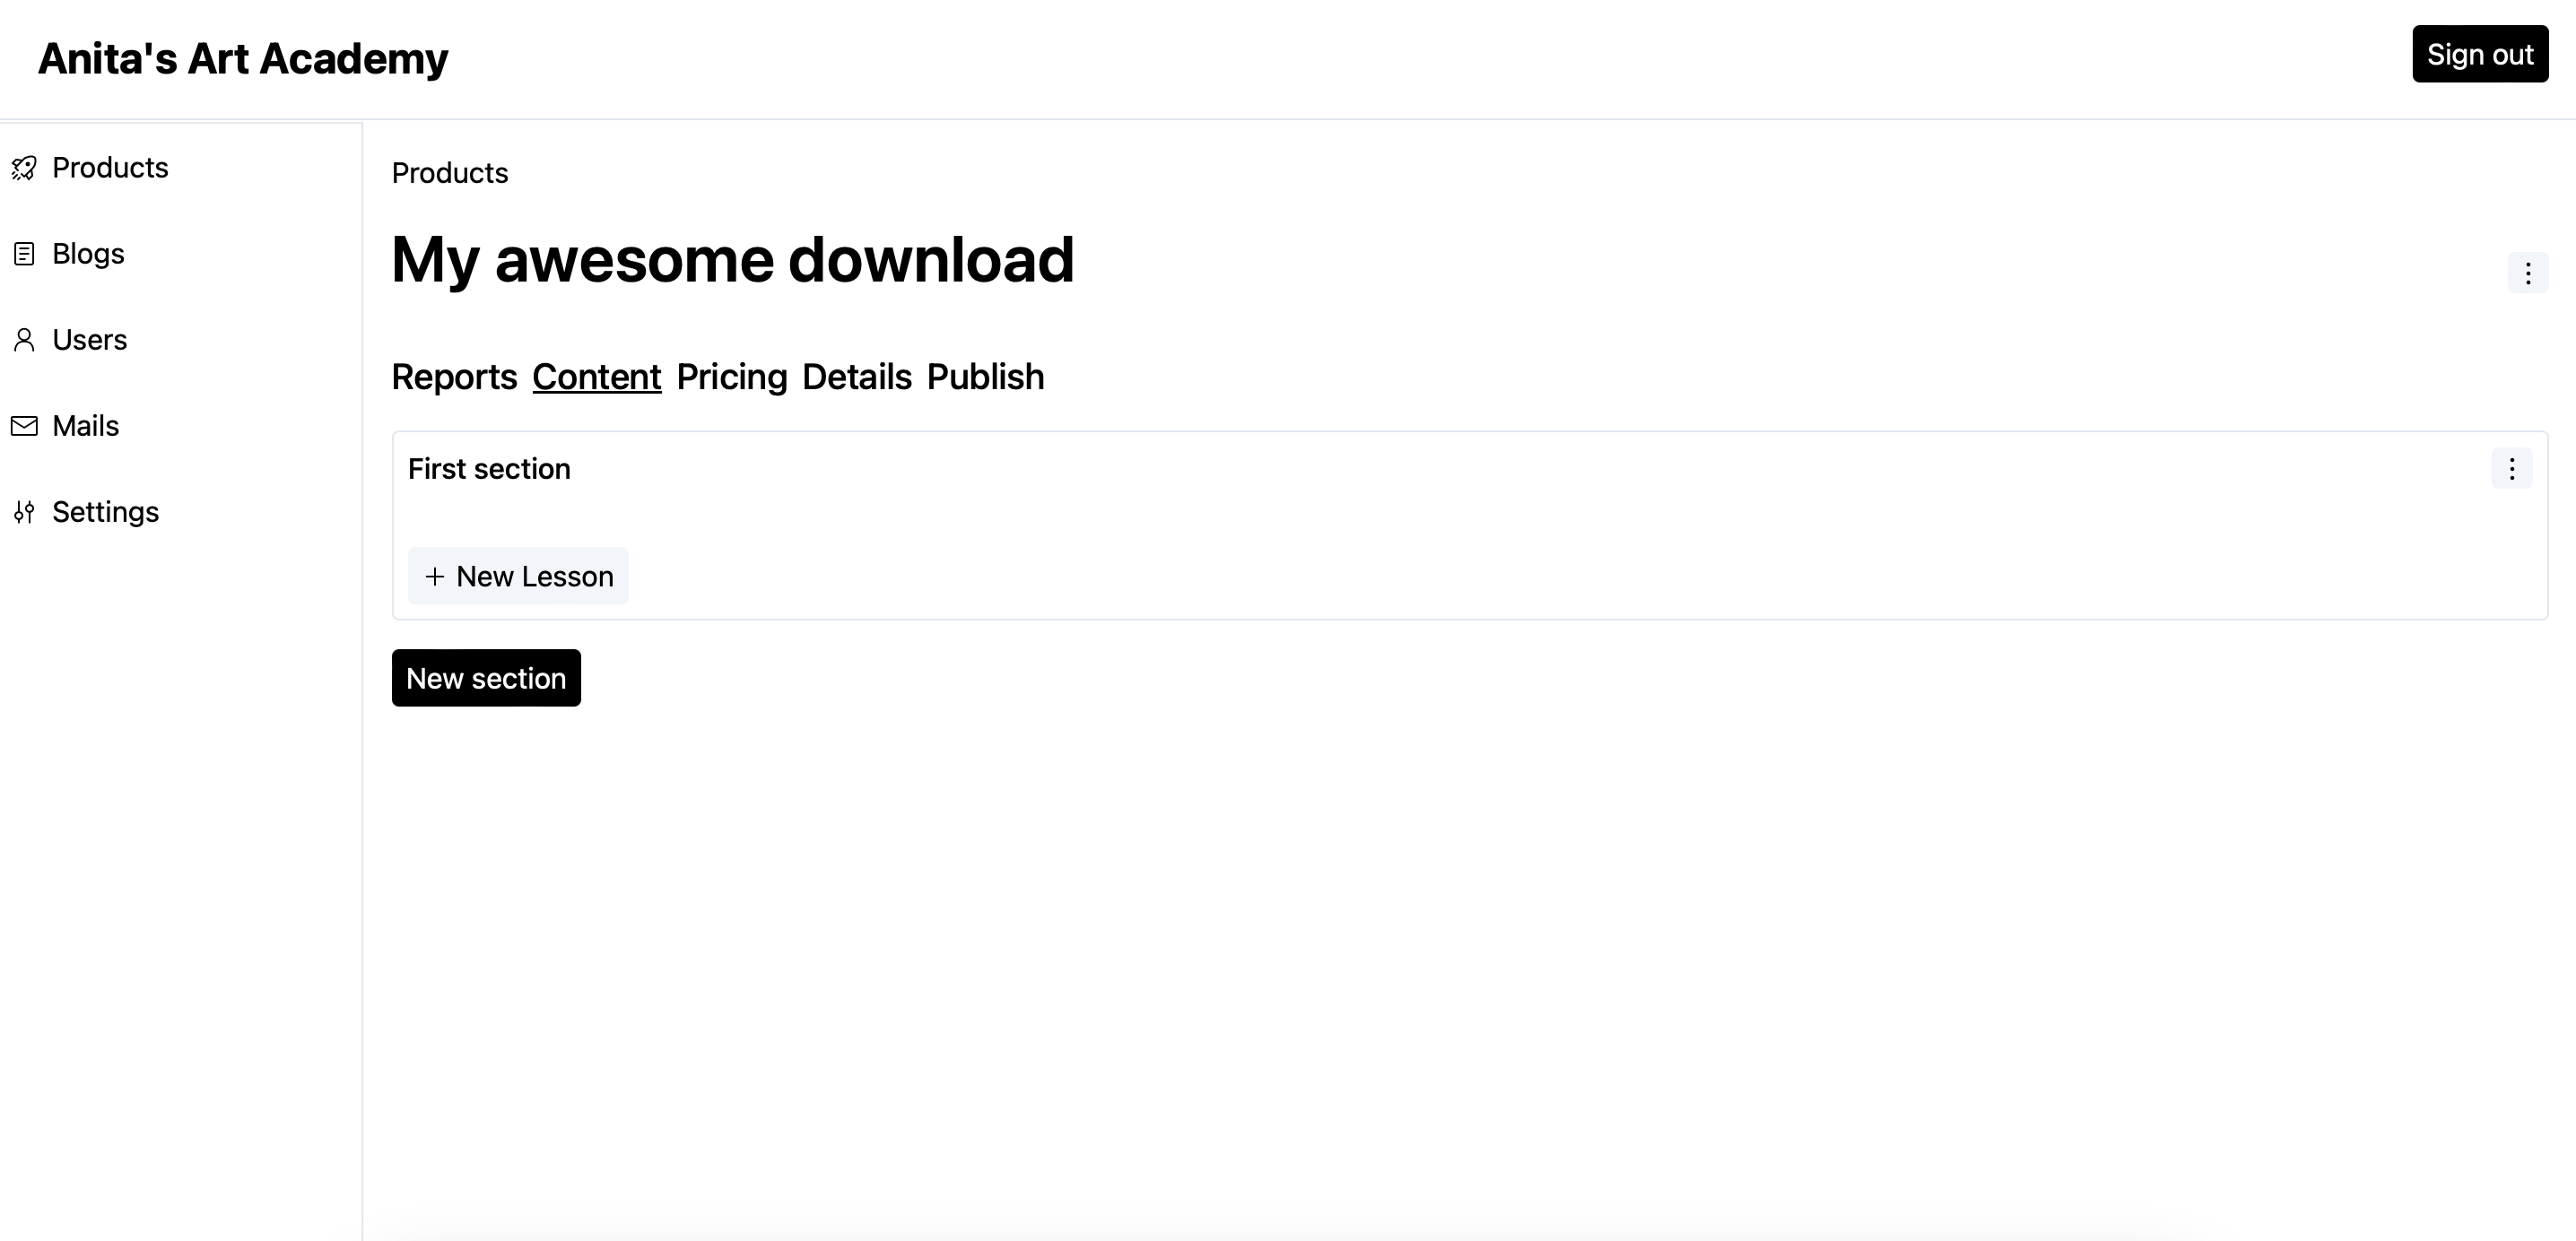 Anita's Art Academy
Sign out
Products
Blogs
Users
Mails
Settings
Products
My awesome download
Reports Content Pricing Details Publish
First section
New Lesson
New section